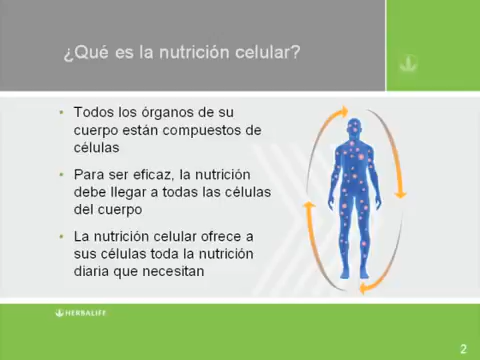 ¿Qué es la nutrición celular?
• Todos los órganos de su
cuerpo están compuestos de
células
• Para ser eficaz, la nutrición
debe llegar a todas las células
del cuerpo
• La nutrición celular ofrece a
sus células toda la nutrición
diaria que necesitan
HERBALIFE
2